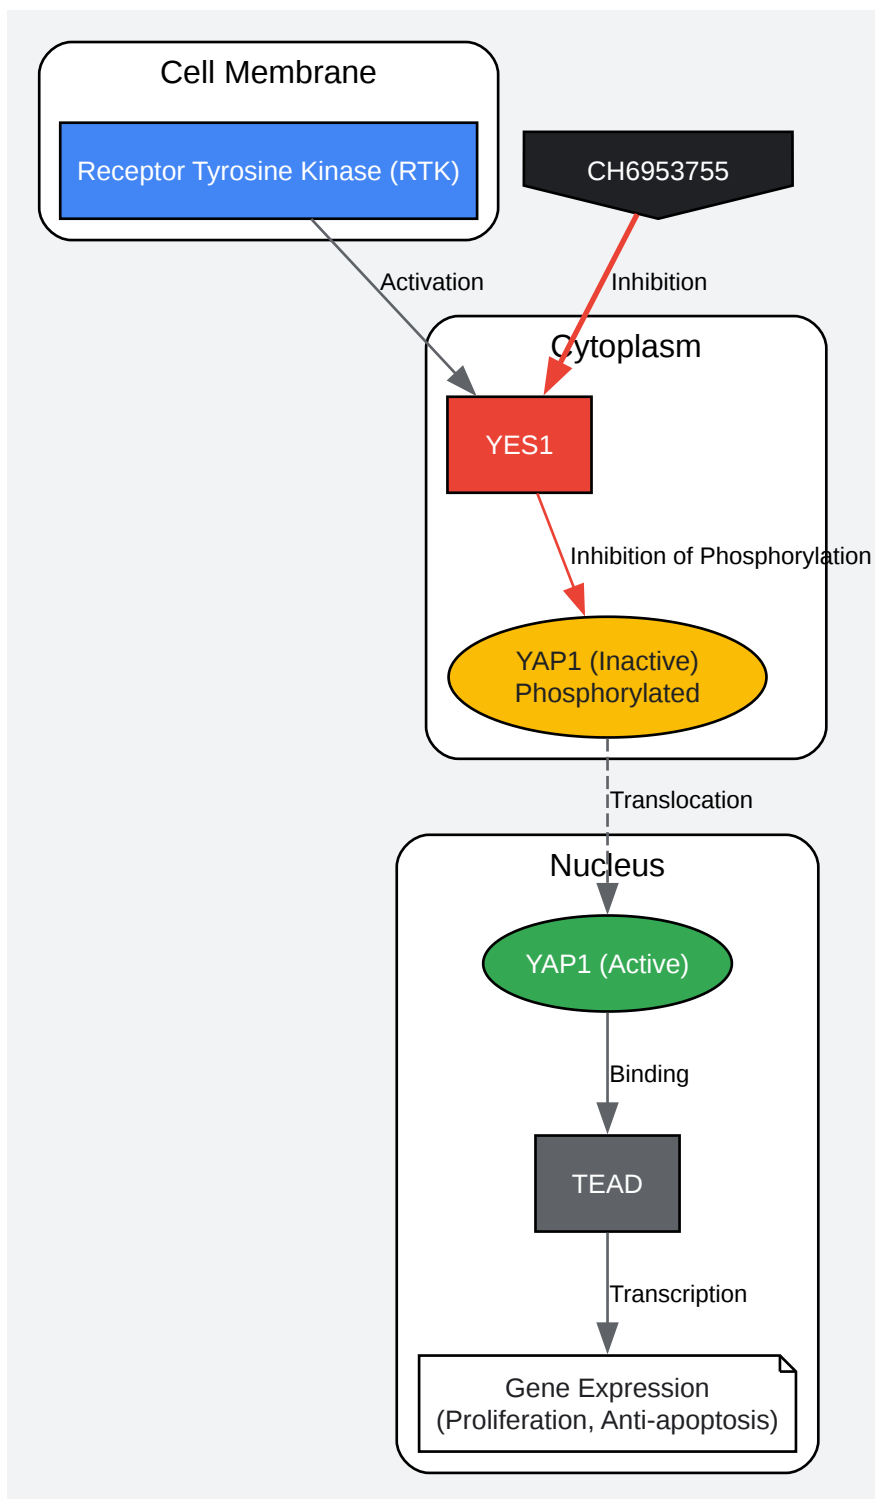 Cell Membrane
Receptor Tyrosine Kinase (RTK)
CH6953755
Activation
Inhibition
Cytoplasm
YES1
Inhibition of Phosphorylation
YAP1 (Inactive)
Phosphorylated
Translocation
Nucleus
YAP1 (Active)
Binding
TEAD
Transcription
Gene Expression
(Proliferation, Anti-apoptosis)